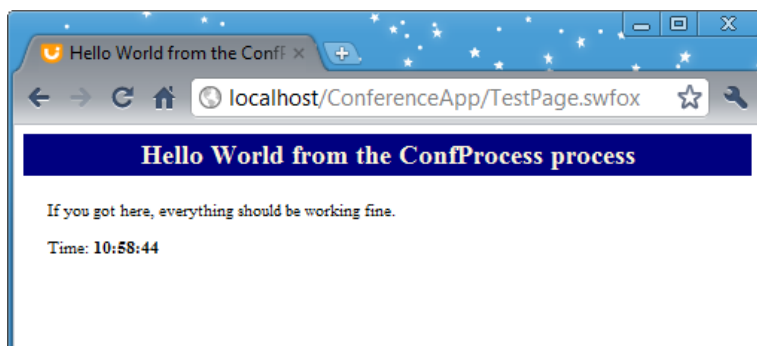 Hello World from the Conf
localhost/ConferenceApp/TestPage.swfox
Hello World from the ConfProcess process
If you got here, everything should be working fine.
Time: 10:58:44